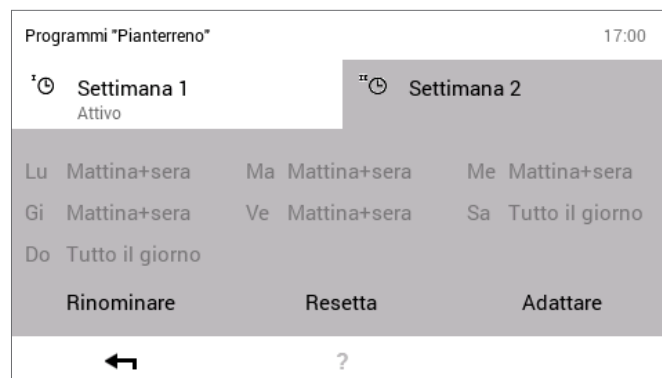 Programmi "Pianterreno" 17:00
I Settimana 1 II Settimana 2
Attivo
Lu Mattina+sera Ma Mattina+sera Me Mattina+sera
Gi Mattina+sera Ve Mattina+sera Sa Tutto il giorno
Do Tutto il giorno
Rinominare Resetta Adattare
?